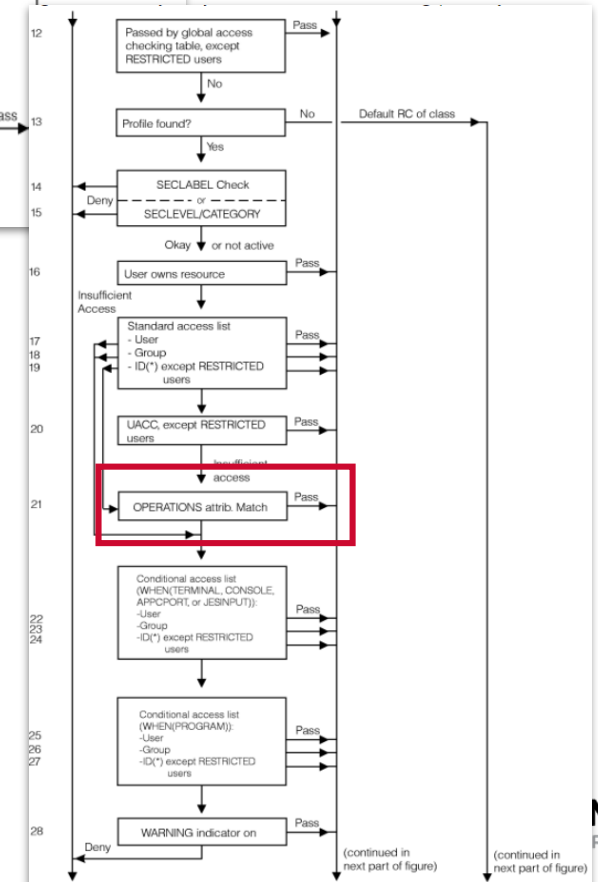 12
Passed by global access
checking table, except
RESTRICTED users
Pass
No
ass
13
Profile found?
No
Default RC of class
Yes
14
SECLABEL Check
Deny
or
15
SECLEVEL/CATEGORY
Okay
or not active
16
User owns resource
Pass
Insufficient
Access
Standard access list
17
- User
Pass
18
- Group
19
- ID(*) except RESTRICTED
users
20
UACC, except RESTRICTED
users
Pass
Insufficient
access
21
OPERATIONS attrib. Match
Pass
Conditional access list
(WHEN(TERMINAL, CONSOLE,
APPCPORT, or JESINPUT)):
22
-User
Pass
23
-Group
24
-ID(*) except RESTRICTED
users
Conditional access list
(WHEN(PROGRAM)):
25
-User
Pass
26
-Group
27
-ID(*) except RESTRICTED
users
28
WARNING indicator on
Pass
Deny
(continued in
next part of figure)
(continued in
next part of figure)